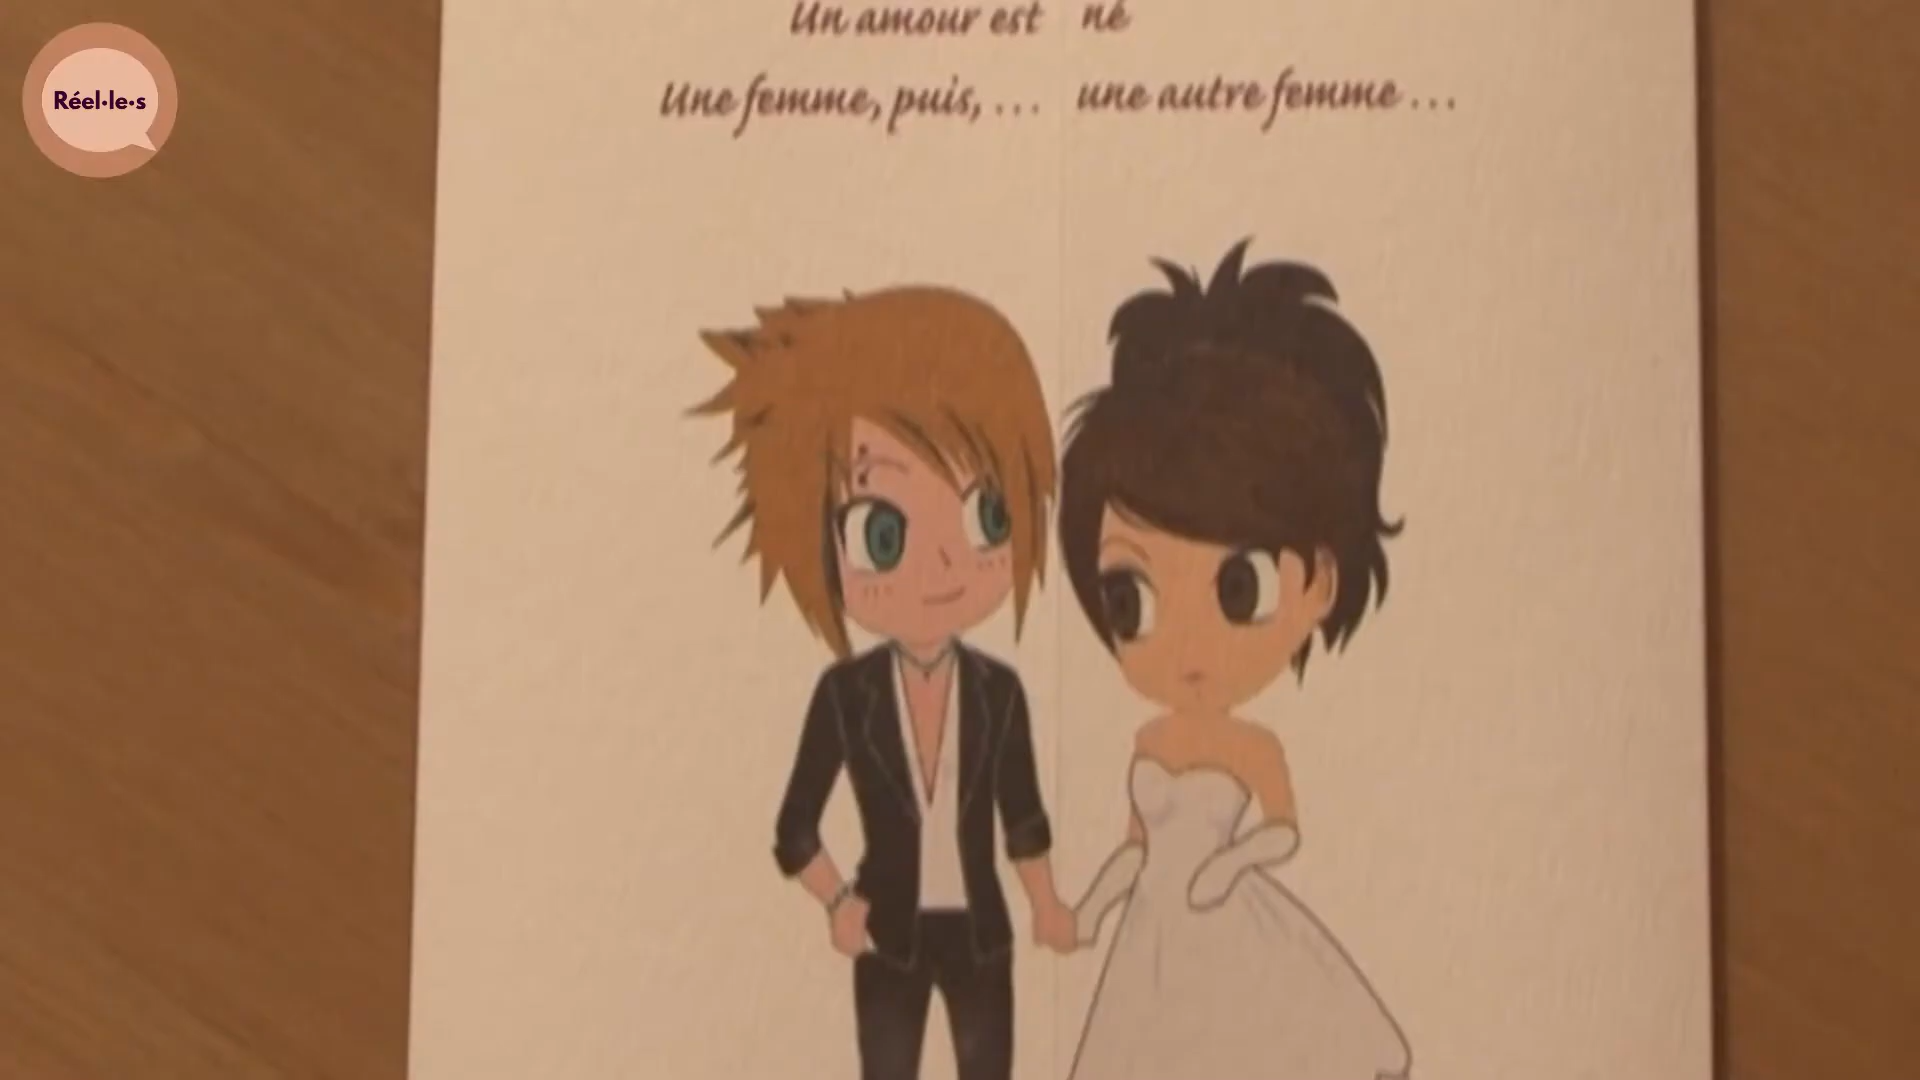 Réel·le·s
Un amour est né
Une femme, puis, ... une autre femme ...